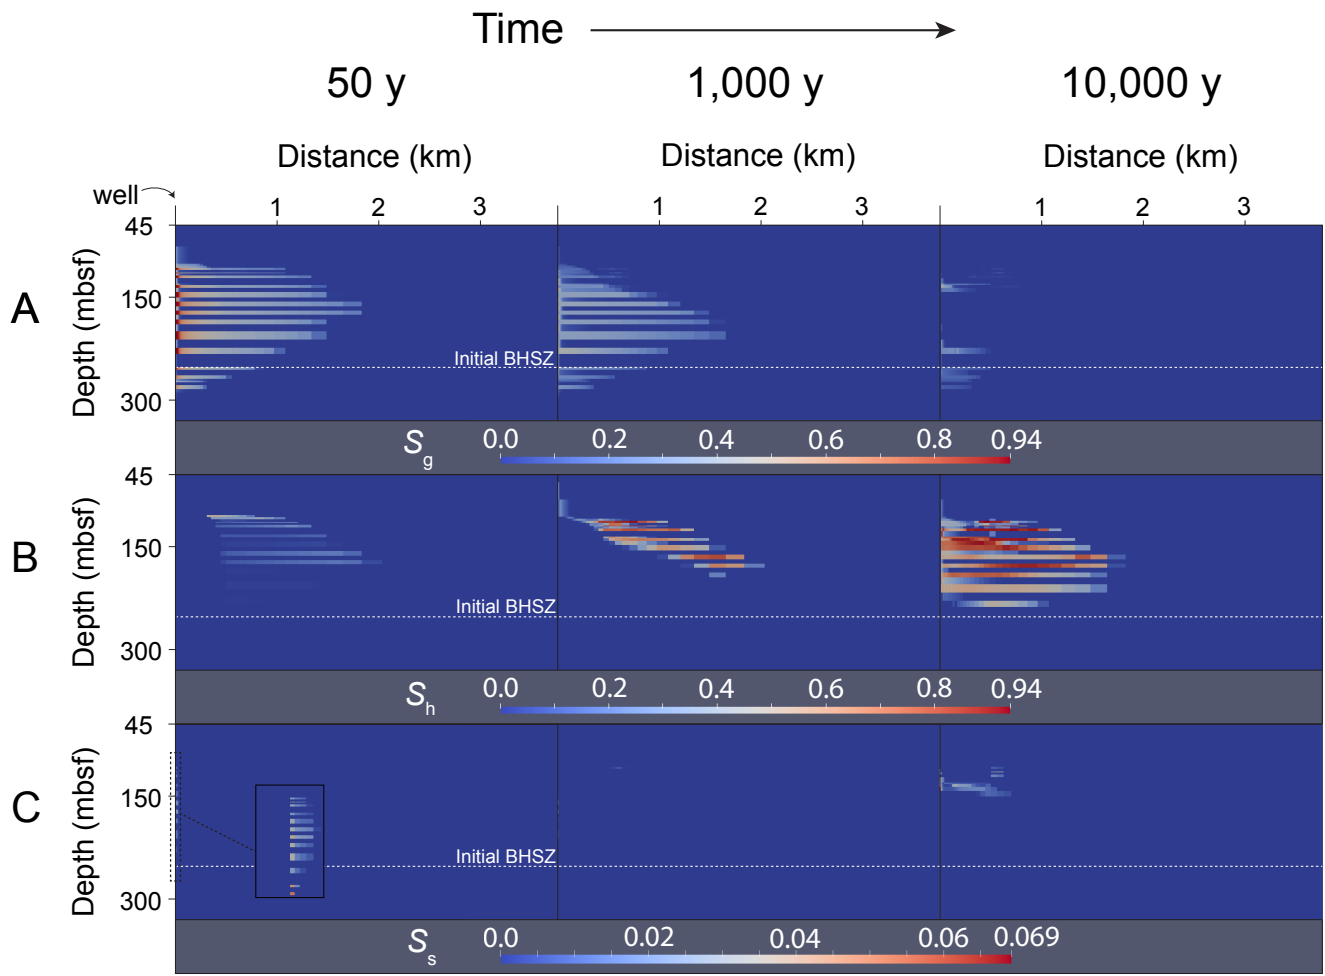 Time
50 y 1,000 y 10,000 y
Distance (km) Distance (km) Distance (km)
well
1 2 3 1 2 3 1 2 3
A
Depth (mbsf)
45
150
300
Initial BHSZ
Sg 0.0 0.2 0.4 0.6 0.8 0.94
B
Depth (mbsf)
45
150
300
Initial BHSZ
Sh 0.0 0.2 0.4 0.6 0.8 0.94
C
Depth (mbsf)
45
150
300
Initial BHSZ
Ss 0.0 0.02 0.04 0.06 0.069